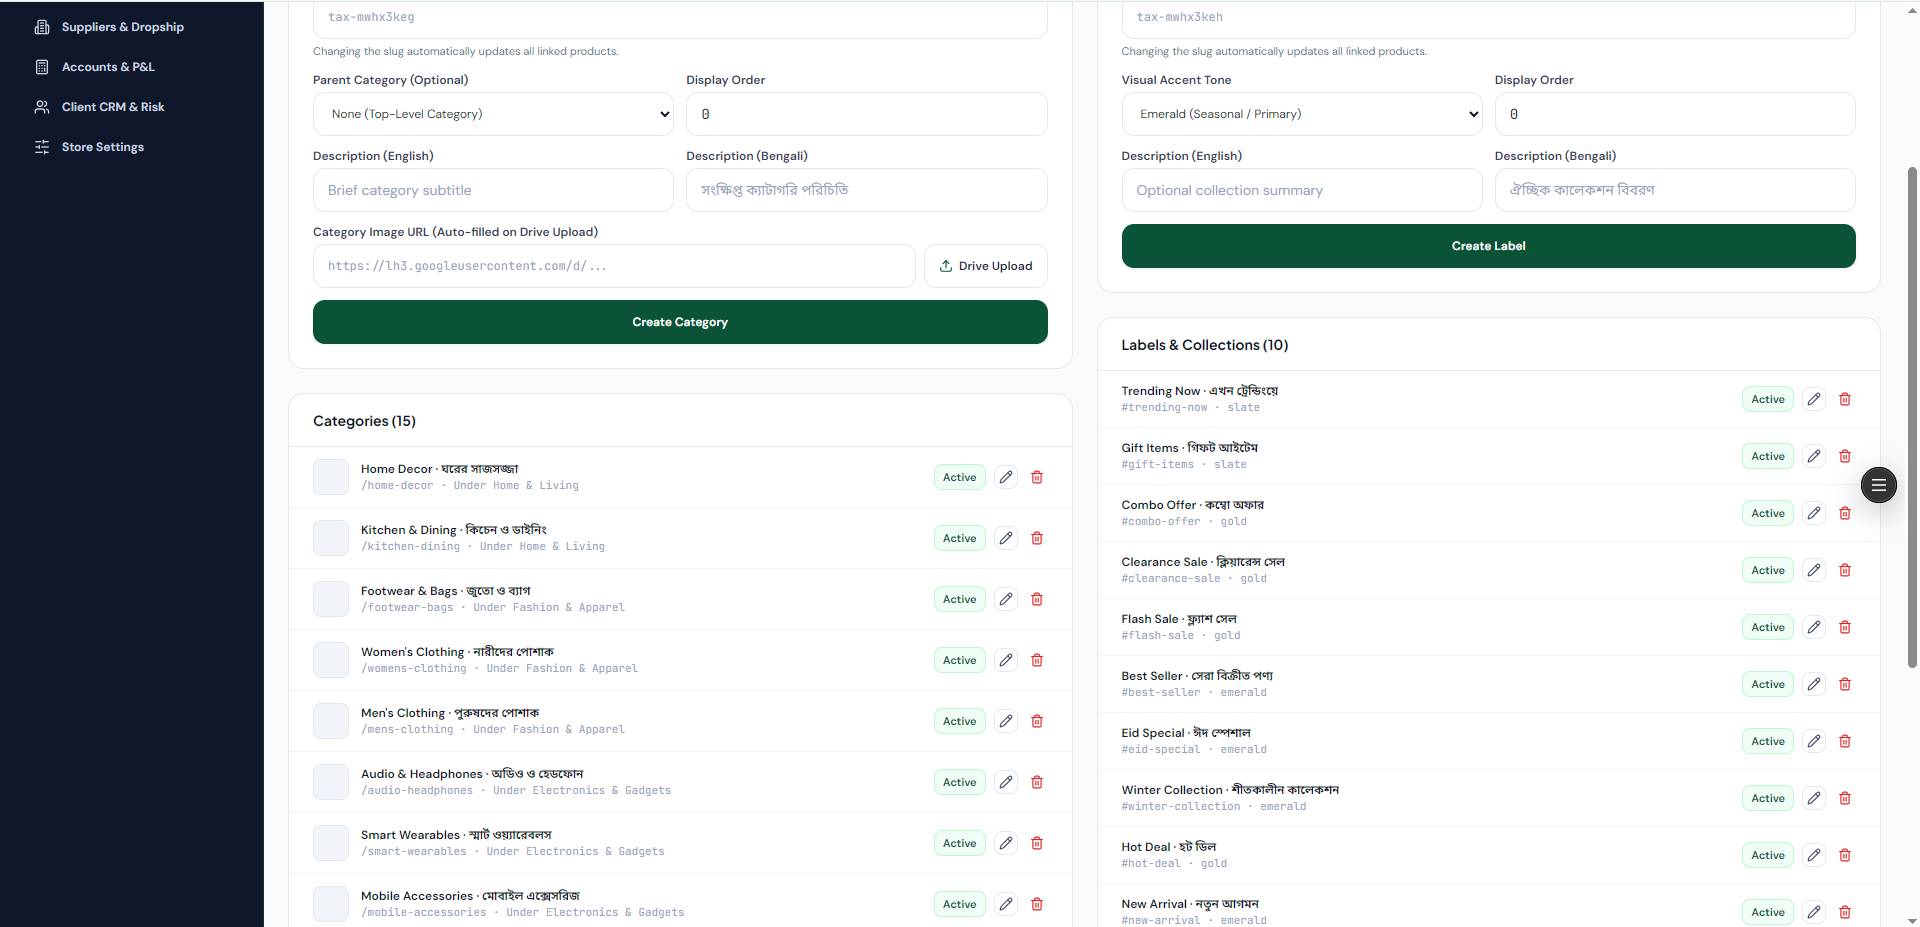 Suppliers & Dropship
Accounts & P&L
Client CRM & Risk
Store Settings
tax-mwhx3keg
Changing the slug automatically updates all linked products.
Parent Category (Optional)
Display Order
None (Top-Level Category)
0
Description (English)
Description (Bengali)
Brief category subtitle
সংক্ষিপ্ত ক্যাটাগরি পরিচিতি
Category Image URL (Auto-filled on Drive Upload)
https://lh3.googleusercontent.com/d/...
Drive Upload
Create Category
Categories (15)
Home Decor · ঘরের সাজসজ্জা
/home-decor · Under Home & Living
Active
Kitchen & Dining · কিচেন ও ডাইনিং
/kitchen-dining · Under Home & Living
Active
Footwear & Bags · জুতো ও ব্যাগ
/footwear-bags · Under Fashion & Apparel
Active
Women's Clothing · নারীদের পোশাক
/womens-clothing · Under Fashion & Apparel
Active
Men's Clothing · পুরুষদের পোশাক
/mens-clothing · Under Fashion & Apparel
Active
Audio & Headphones · অডিও ও হেডফোন
/audio-headphones · Under Electronics & Gadgets
Active
Smart Wearables · স্মার্ট ওয়্যারেবলস
/smart-wearables · Under Electronics & Gadgets
Active
Mobile Accessories · মোবাইল এক্সেসরিজ
/mobile-accessories · Under Electronics & Gadgets
Active
tax-mwhx3keh
Changing the slug automatically updates all linked products.
Visual Accent Tone
Display Order
Emerald (Seasonal / Primary)
0
Description (English)
Description (Bengali)
Optional collection summary
ঐচ্ছিক কালেকশন বিবরণ
Create Label
Labels & Collections (10)
Trending Now · এখন ট্রেন্ডিংয়ে
#trending-now · slate
Active
Gift Items · গিফট আইটেম
#gift-items · slate
Active
Combo Offer · কম্বো অফার
#combo-offer · gold
Active
Clearance Sale · ক্লিয়ারেন্স সেল
#clearance-sale · gold
Active
Flash Sale · ফ্ল্যাশ সেল
#flash-sale · gold
Active
Best Seller · সেরা বিক্রীত পণ্য
#best-seller · emerald
Active
Eid Special · ঈদ স্পেশাল
#eid-special · emerald
Active
Winter Collection · শীতকালীন কালেকশন
#winter-collection · emerald
Active
Hot Deal · হট ডিল
#hot-deal · gold
Active
New Arrival · নতুন আগমন
#new-arrival · emerald
Active